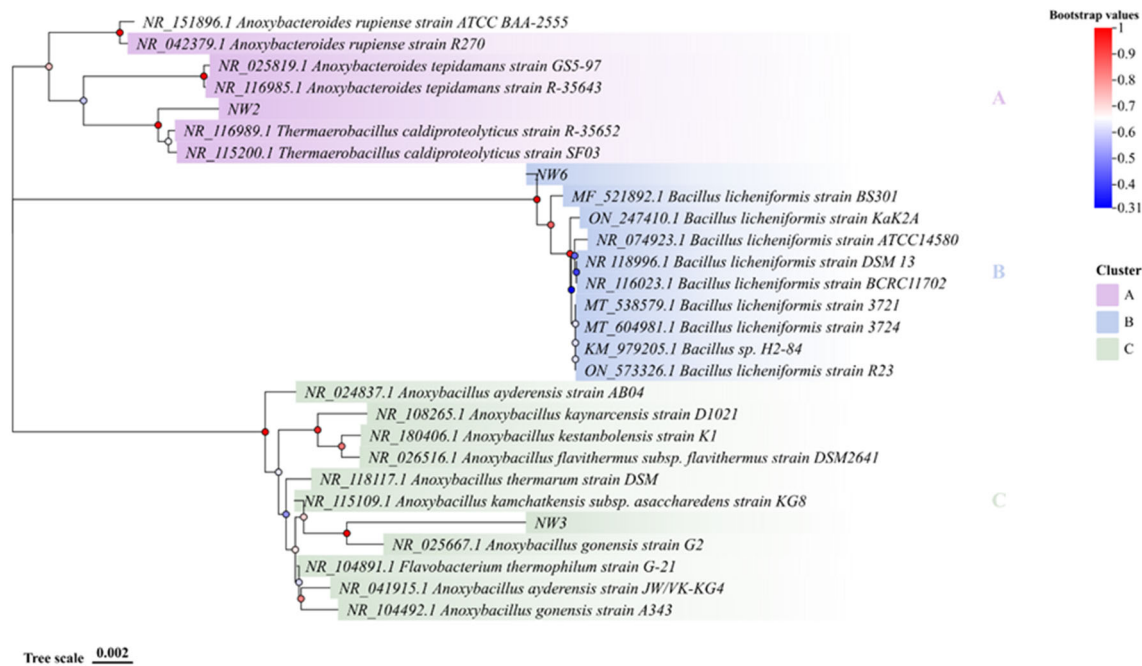 NR_151896.1 Anoxybacteroides rupiense strain ATCC BAA-2555
NR_042379.1 Anoxybacteroides rupiense strain R270
NR_025819.1 Anoxybacteroides tepidamans strain GS5-97
NR_116985.1 Anoxybacteroides tepidamans strain R-35643
NW2
NR_116989.1 Thermaerobacillus caldiproteolyticus strain R-35652
NR_115200.1 Thermaerobacillus caldiproteolyticus strain SF03
A
NW6
MF_521892.1 Bacillus licheniformis strain BS301
ON_247410.1 Bacillus licheniformis strain KaK2A
NR_074923.1 Bacillus licheniformis strain ATCC14580
NR 118996.1 Bacillus licheniformis strain DSM 13
NR_116023.1 Bacillus licheniformis strain BCRC11702
MT_538579.1 Bacillus licheniformis strain 3721
MT_604981.1 Bacillus licheniformis strain 3724
KM_979205.1 Bacillus sp. H2-84
ON_573326.1 Bacillus licheniformis strain R23
B
NR_024837.1 Anoxybacillus ayderensis strain AB04
NR_108265.1 Anoxybacillus kaynarcensis strain D1021
NR_180406.1 Anoxybacillus kestanbolensis strain K1
NR_026516.1 Anoxybacillus flavithermus subsp. flavithermus strain DSM2641
NR_118117.1 Anoxybacillus thermarum strain DSM
NR_115109.1 Anoxybacillus kamchatkensis subsp. asaccharedens strain KG8
NW3
NR_025667.1 Anoxybacillus gonensis strain G2
NR_104891.1 Flavobacterium thermophilum strain G-21
NR_041915.1 Anoxybacillus ayderensis strain JW/VK-KG4
NR_104492.1 Anoxybacillus gonensis strain A343
C
Tree scale 0.002
Bootstrap values
1
0.9
0.8
0.7
0.6
0.5
0.4
0.31
Cluster
A
B
C